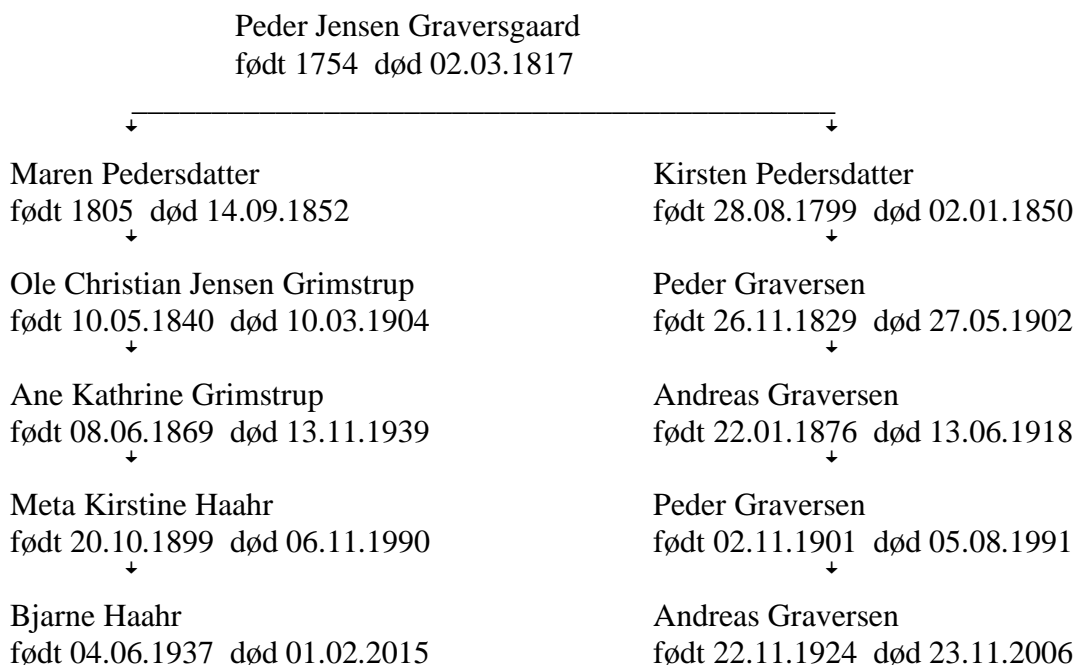 Peder Jensen Graversgaard
født 1754 død 02.03.1817
Maren Pedersdatter
født 1805 død 14.09.1852
Kirsten Pedersdatter
født 28.08.1799 død 02.01.1850
Ole Christian Jensen Grimstrup
født 10.05.1840 død 10.03.1904
Peder Graversen
født 26.11.1829 død 27.05.1902
Ane Kathrine Grimstrup
født 08.06.1869 død 13.11.1939
Andreas Graversen
født 22.01.1876 død 13.06.1918
Meta Kirstine Haahr
født 20.10.1899 død 06.11.1990
Peder Graversen
født 02.11.1901 død 05.08.1991
Bjarne Haahr
født 04.06.1937 død 01.02.2015
Andreas Graversen
født 22.11.1924 død 23.11.2006